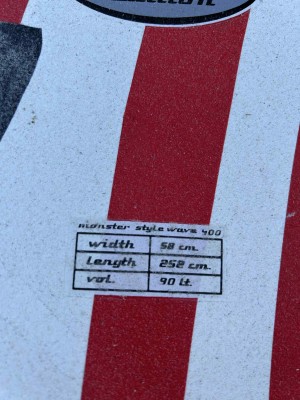 monster style wave 400
width 58 cm.
length 252 cm.
vol. 90 lt.